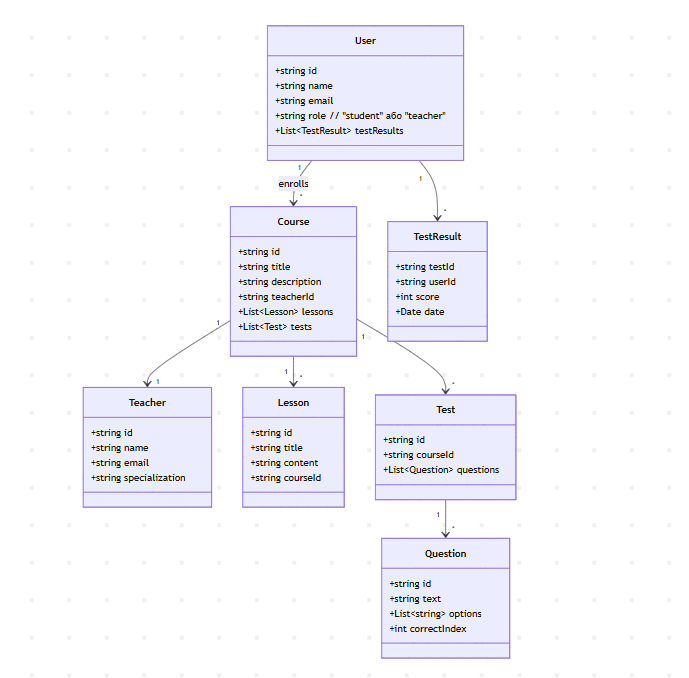 User
+string id
+string name
+string email
+string role // "student" або "teacher"
+List<TestResult> testResults
1
1
enrolls
*
*
Course
+string id
+string title
+string description
+string teacherId
+List<Lesson> lessons
+List<Test> tests
TestResult
+string testId
+string userId
+int score
+Date date
1
1
1
1
*
*
Teacher
+string id
+string name
+string email
+string specialization
Lesson
+string id
+string title
+string content
+string courseId
Test
+string id
+string courseId
+List<Question> questions
1
*
Question
+string id
+string text
+List<string> options
+int correctIndex